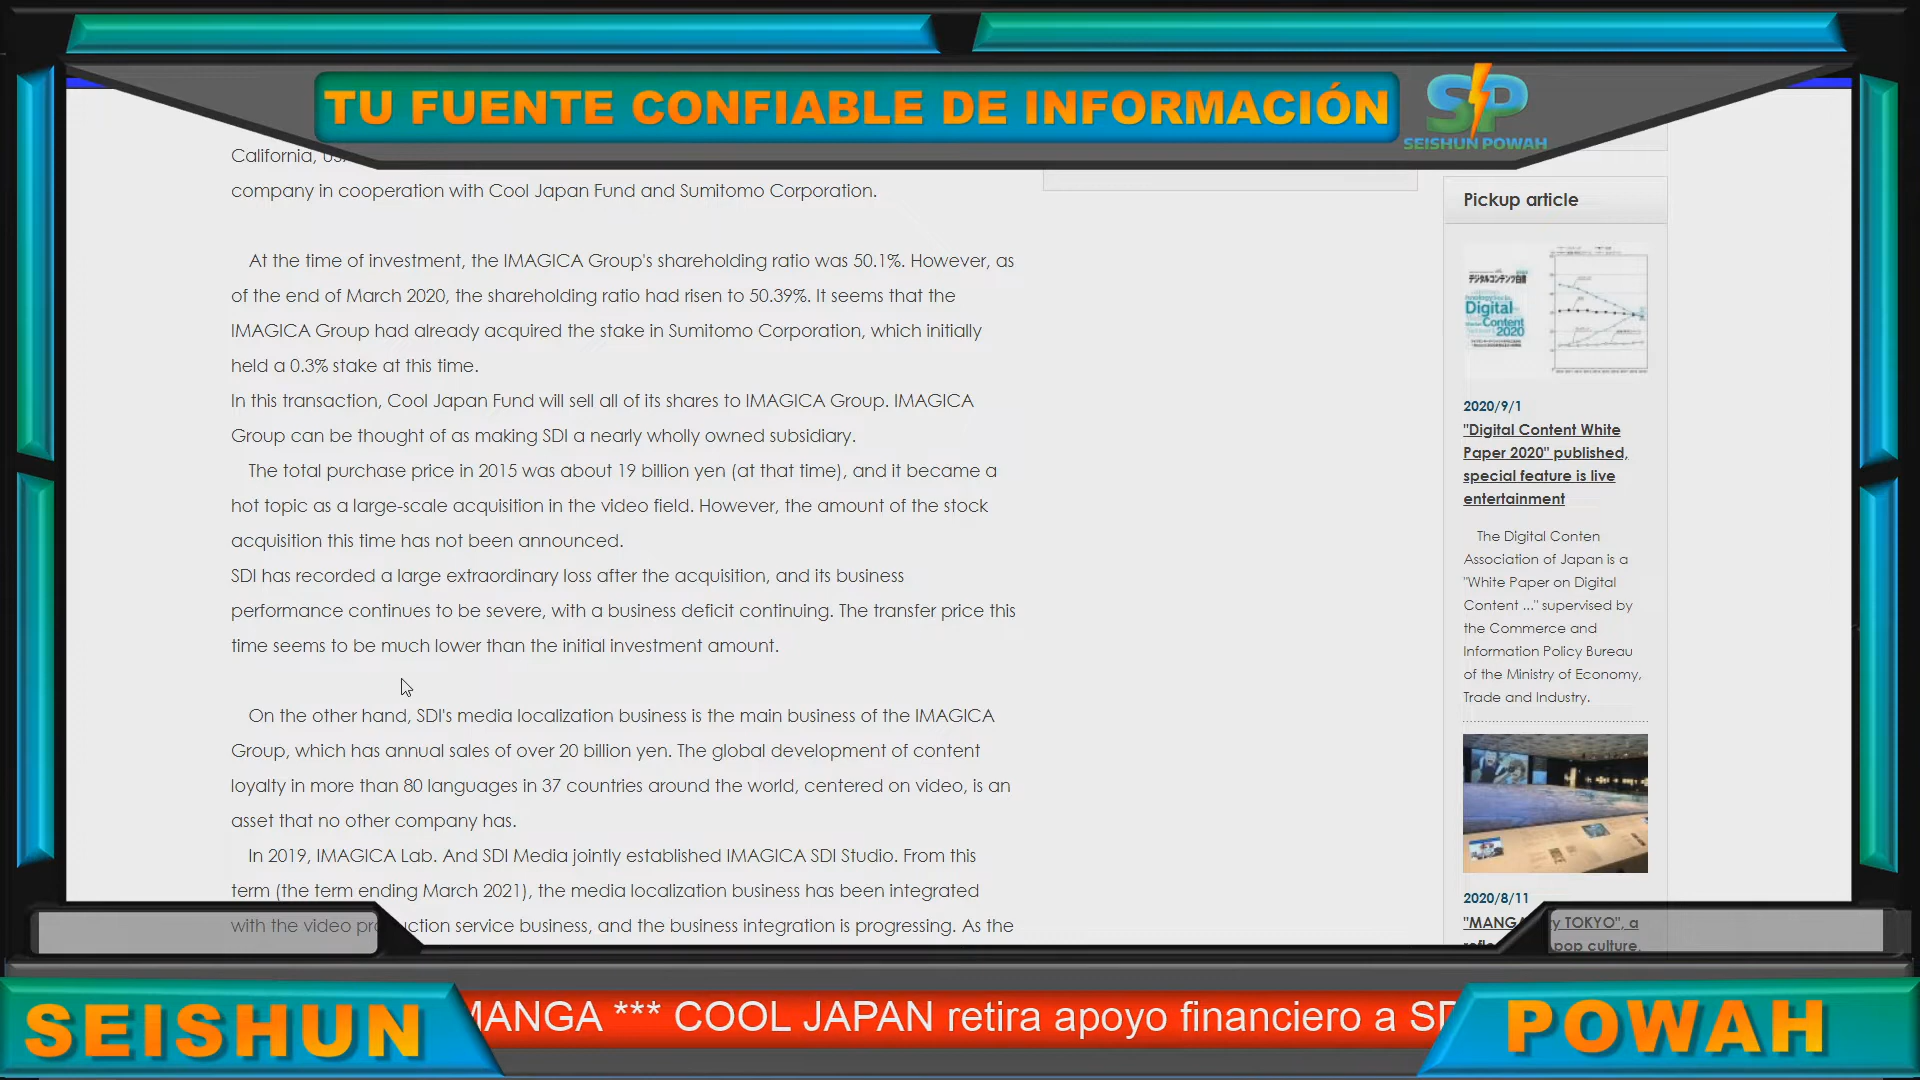 TU FUENTE CONFIABLE DE INFORMACIÓN
SP
SEISHUN POWAH
California,
company in cooperation with Cool Japan Fund and Sumitomo Corporation.
At the time of investment, the IMAGICA Group's shareholding ratio was 50.1%. However, as
of the end of March 2020, the shareholding ratio had risen to 50.39%. It seems that the
IMAGICA Group had already acquired the stake in Sumitomo Corporation, which initially
held a 0.3% stake at this time.
In this transaction, Cool Japan Fund will sell all of its shares to IMAGICA Group. IMAGICA
Group can be thought of as making SDI a nearly wholly owned subsidiary.
The total purchase price in 2015 was about 19 billion yen (at that time), and it became a
hot topic as a large-scale acquisition in the video field. However, the amount of the stock
acquisition this time has not been announced.
SDI has recorded a large extraordinary loss after the acquisition, and its business
performance continues to be severe, with a business deficit continuing. The transfer price this
time seems to be much lower than the initial investment amount.
On the other hand, SDI's media localization business is the main business of the IMAGICA
Group, which has annual sales of over 20 billion yen. The global development of content
loyalty in more than 80 languages in 37 countries around the world, centered on video, is an
asset that no other company has.
In 2019, IMAGICA Lab. And SDI Media jointly established IMAGICA SDI Studio. From this
term (the term ending March 2021), the media localization business has been integrated
with the video pr uction service business, and the business integration is progressing. As the
Pickup article
デジタルコンテンツ白書
Digital
Content
2020
2020/9/1
"Digital Content White
Paper 2020" published,
special feature is live
entertainment
The Digital Conten
Association of Japan is a
"White Paper on Digital
Content ..." supervised by
the Commerce and
Information Policy Bureau
of the Ministry of Economy,
Trade and Industry.
2020/8/11
"MANGA y TOKYO", a
pop culture,
SEISHUN
MANGA *** COOL JAPAN retira apoyo financiero a SD
POWAH